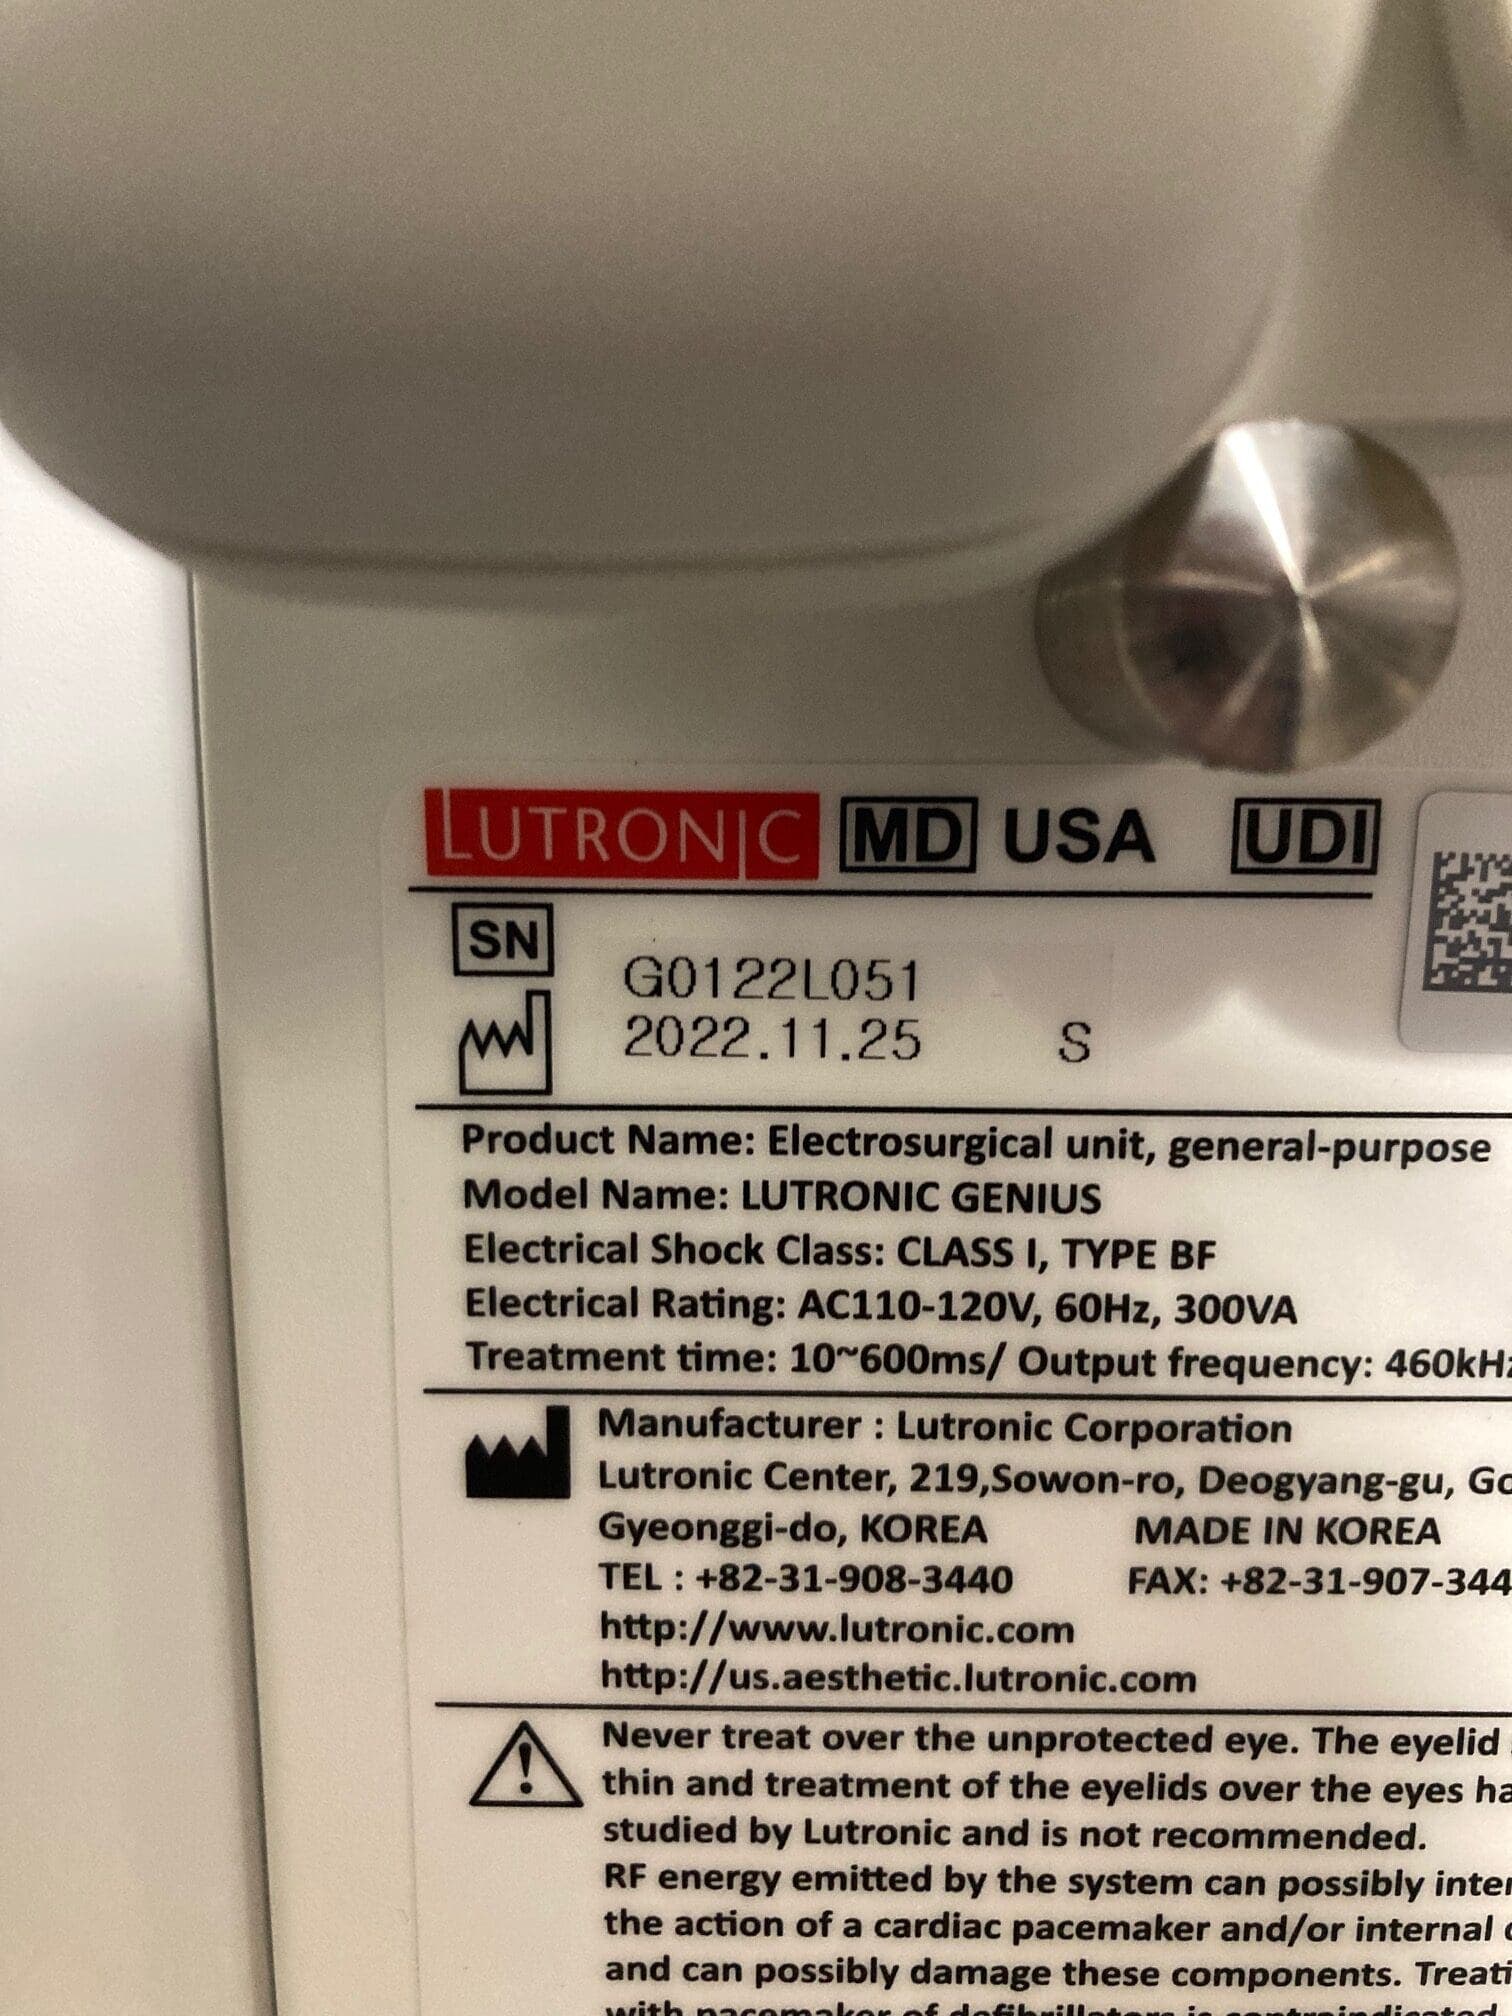 LUTRONIC MD USA UDI
SN G0122L051
2022.11.25 S
Product Name: Electrosurgical unit, general-purpose
Model Name: LUTRONIC GENIUS
Electrical Shock Class: CLASS I, TYPE BF
Electrical Rating: AC110-120V, 60Hz, 300VA
Treatment time: 10~600ms/ Output frequency: 460kHz
Manufacturer : Lutronic Corporation
Lutronic Center, 219,Sowon-ro, Deogyang-gu,
Gyeonggi-do, KOREA MADE IN KOREA
TEL : +82-31-908-3440 FAX: +82-31-907-344
http://www.lutronic.com
http://us.aesthetic.lutronic.com
Never treat over the unprotected eye. The eyelid
thin and treatment of the eyelids over the eyes
studied by Lutronic and is not recommended.
RF energy emitted by the system can possibly
the action of a cardiac pacemaker and/or internal
and can possibly damage these components.